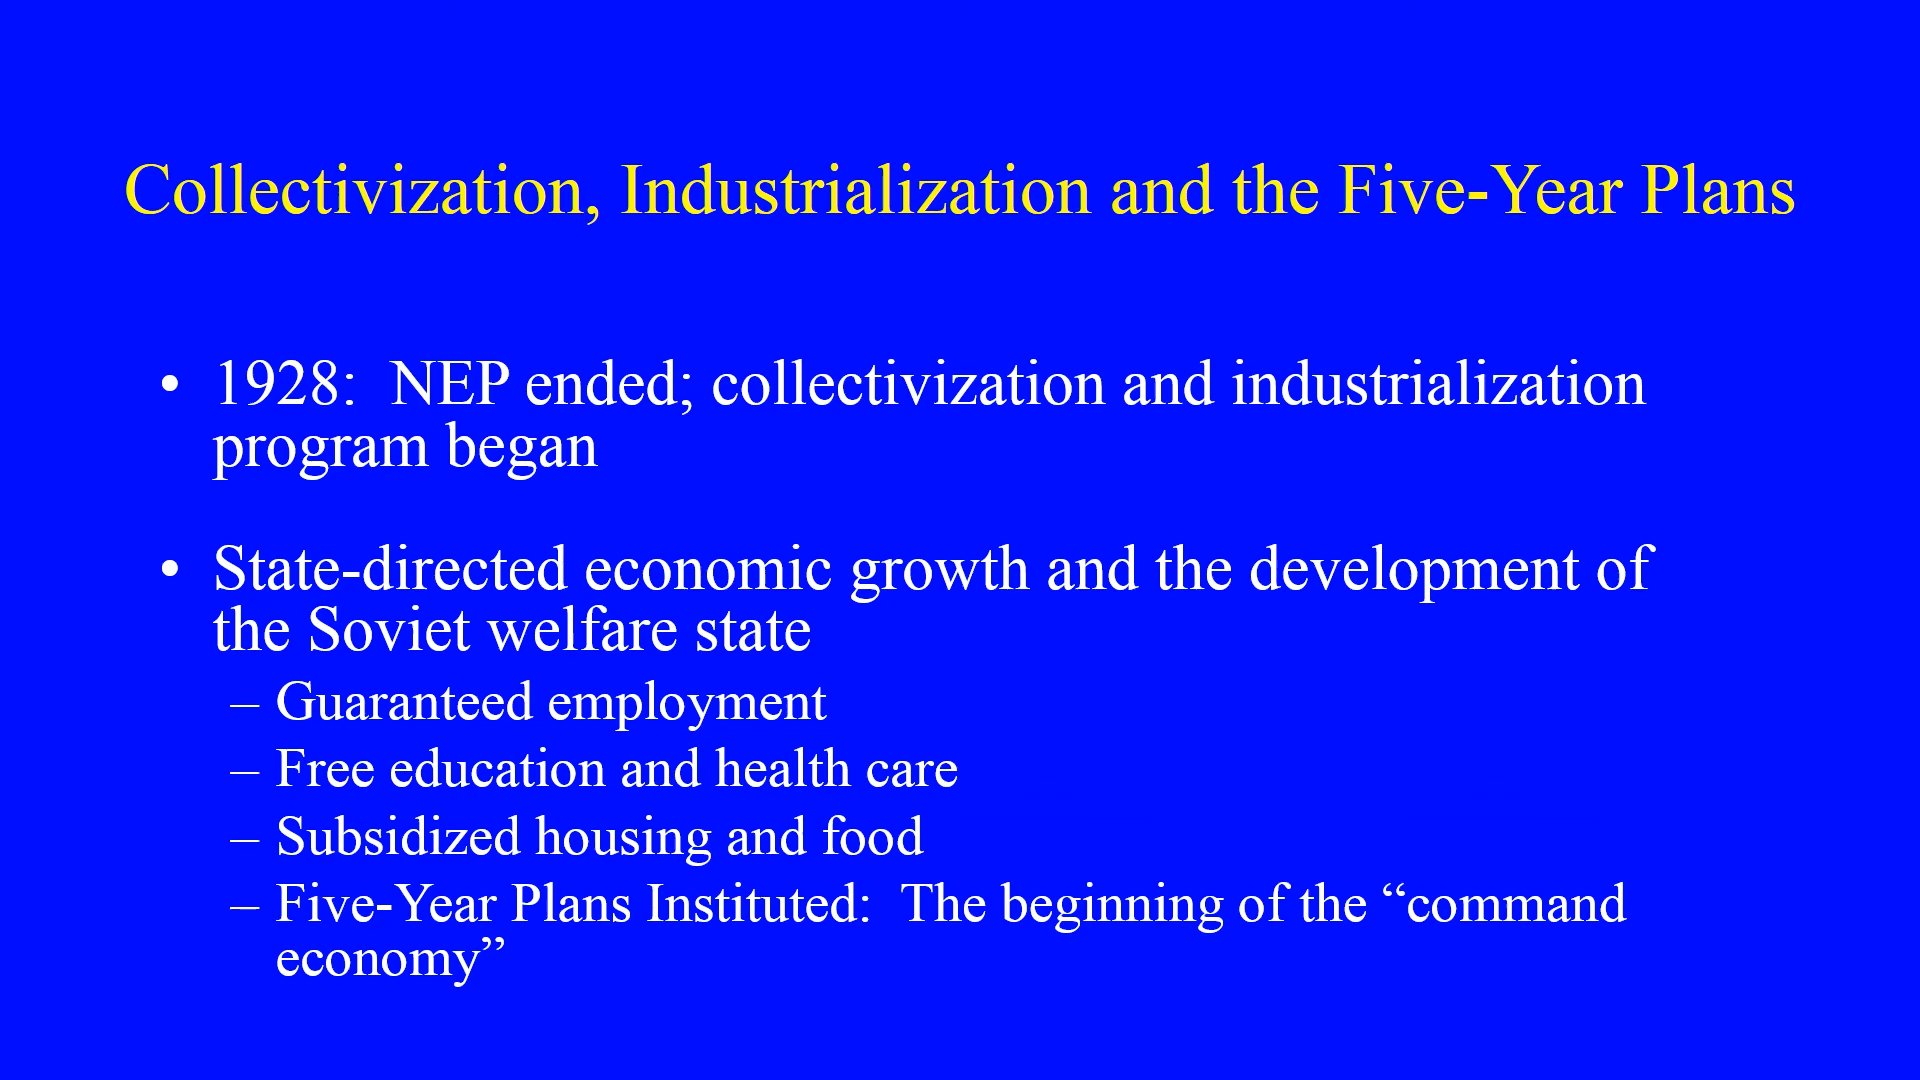 Collectivization, Industrialization and the Five-Year Plans
• 1928:  NEP ended; collectivization and industrialization
program began
• State-directed economic growth and the development of
the Soviet welfare state
– Guaranteed employment
– Free education and health care
– Subsidized housing and food
– Five-Year Plans Instituted:  The beginning of the “command
economy”